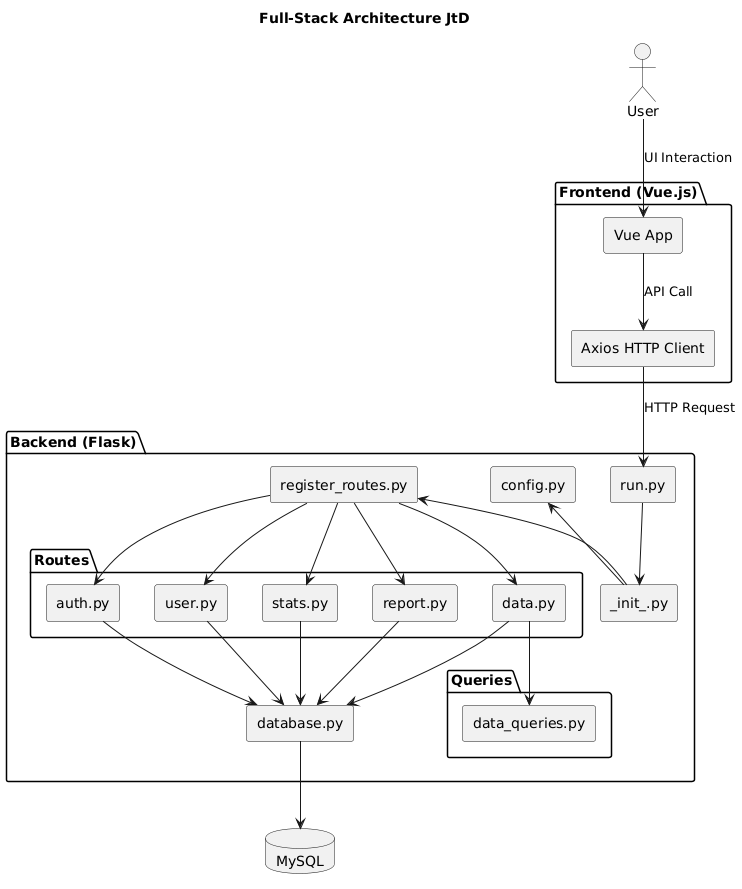 Full-Stack Architecture JtD
User
UI Interaction
Frontend (Vue.js)
Vue App
API Call
Axios HTTP Client
HTTP Request
Backend (Flask)
register_routes.py
config.py
run.py
Routes
auth.py
user.py
stats.py
report.py
data.py
_init_.py
Queries
database.py
data_queries.py
MySQL